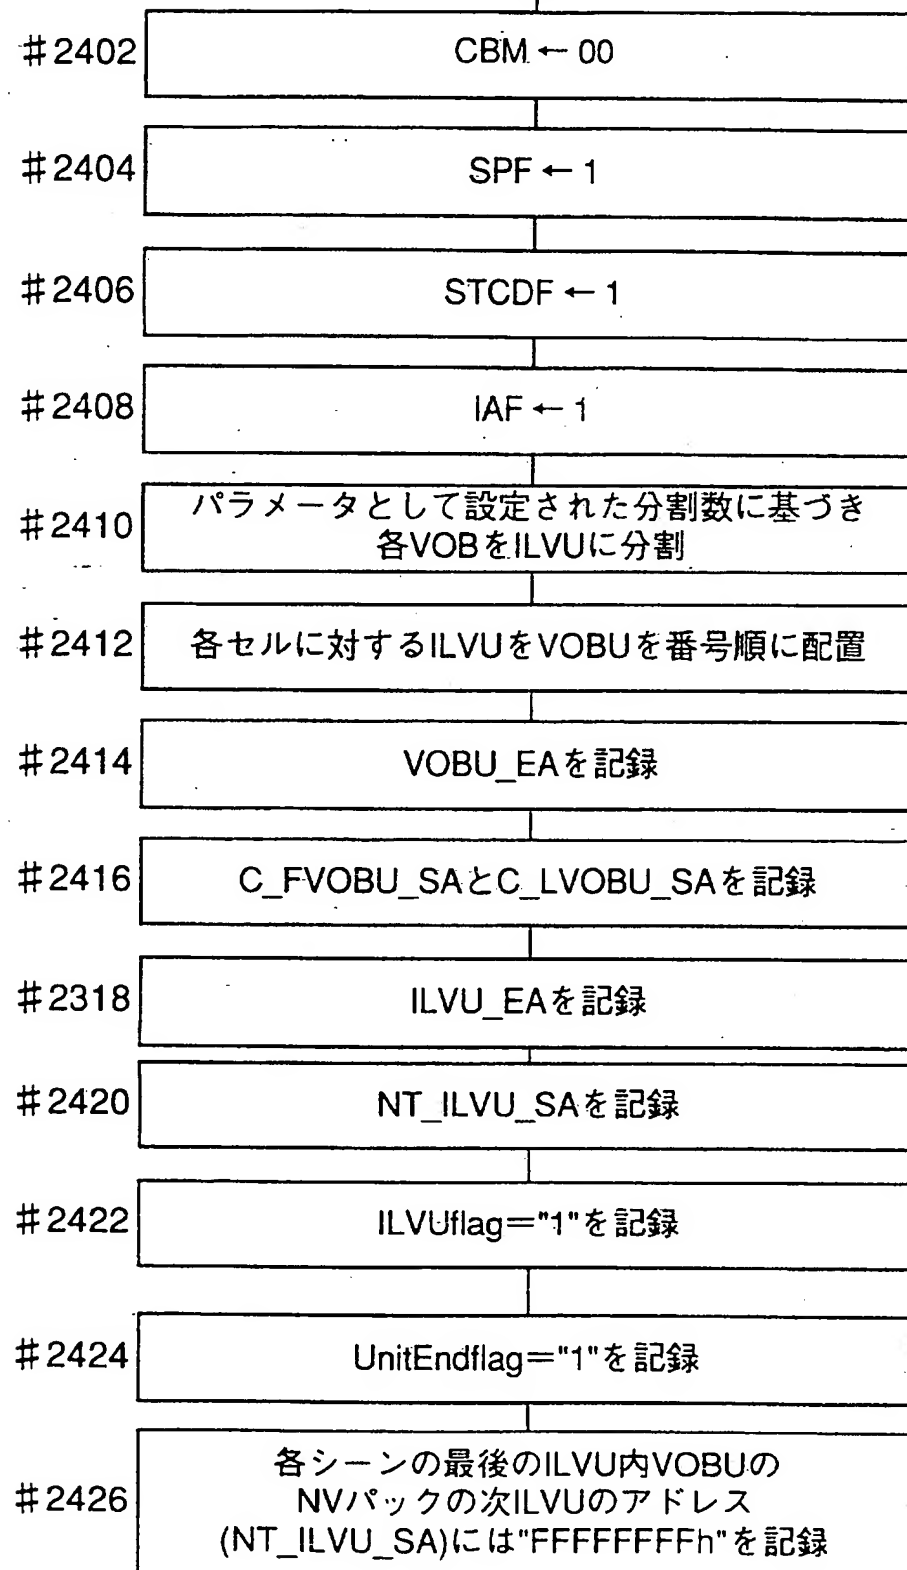 #2402 CBM ← 00
#2404 SPF ← 1
#2406 STCDF ← 1
#2408 IAF ← 1
#2410 パラメータとして設定された分割数に基づき
各VOBをILVUに分割
#2412 各セルに対するILVUをVOBUを番号順に配置
#2414 VOBU_EAを記録
#2416 C_FVOBU_SAとC_LVOBU_SAを記録
#2318 ILVU_EAを記録
#2420 NT_ILVU_SAを記録
#2422 ILVUflag="1"を記録
#2424 UnitEndflag="1"を記録
#2426 各シーンの最後のILVU内VOBUの
NVパックの次ILVUのアドレス
(NT_ILVU_SA)には"FFFFFFFFh"を記録